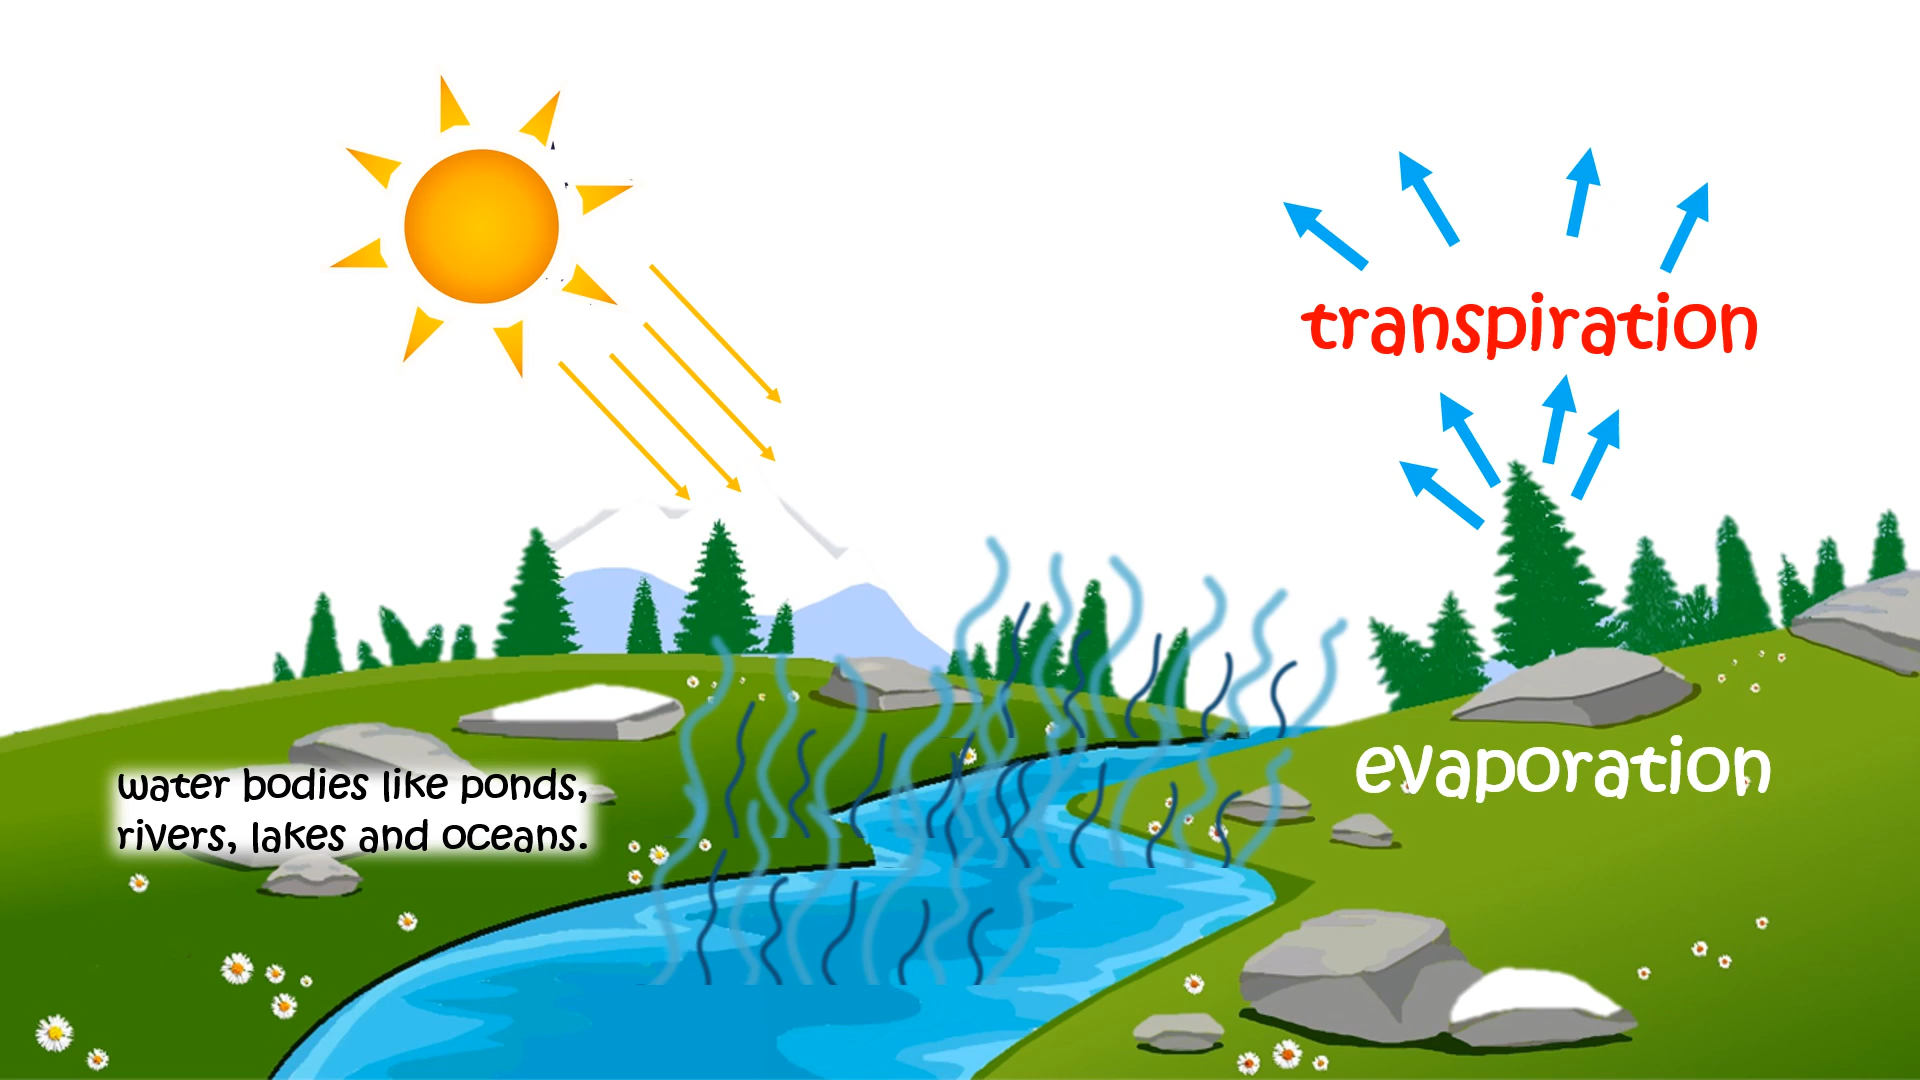 transpiration
evaporation
water bodies like ponds,
rivers, lakes and oceans.